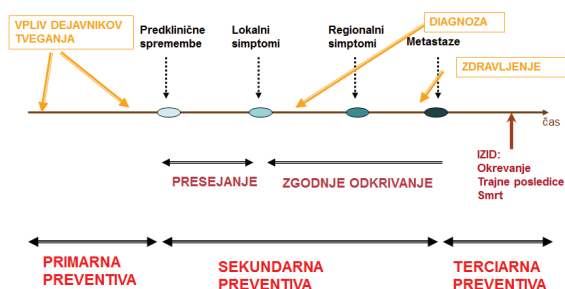 VPLIV DEJAVNIKOV
TVEGANJA
Predklinične
spremembe
Lokalni
simptomi
Regionalni
simptomi
DIAGNOZA
Metastaze
ZDRAVLJENJE
čas
PRESEJANJE
ZGODNJE ODKRIVANJE
IZID:
Okrevanje
Trajne posledice
Smrt
PRIMARNA
PREVENTIVA
SEKUNDARNA
PREVENTIVA
TERCIARNA
PREVENTIVA